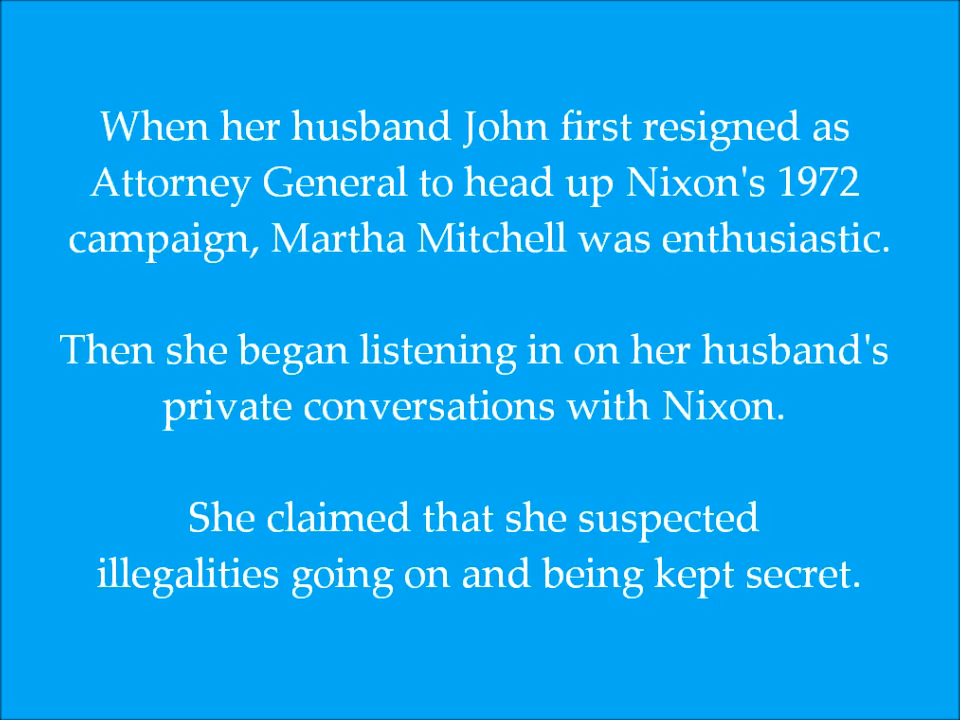 When her husband John first resigned as
Attorney General to head up Nixon's 1972
campaign, Martha Mitchell was enthusiastic.
Then she began listening in on her husband's
private conversations with Nixon.
She claimed that she suspected
illegalities going on and being kept secret.